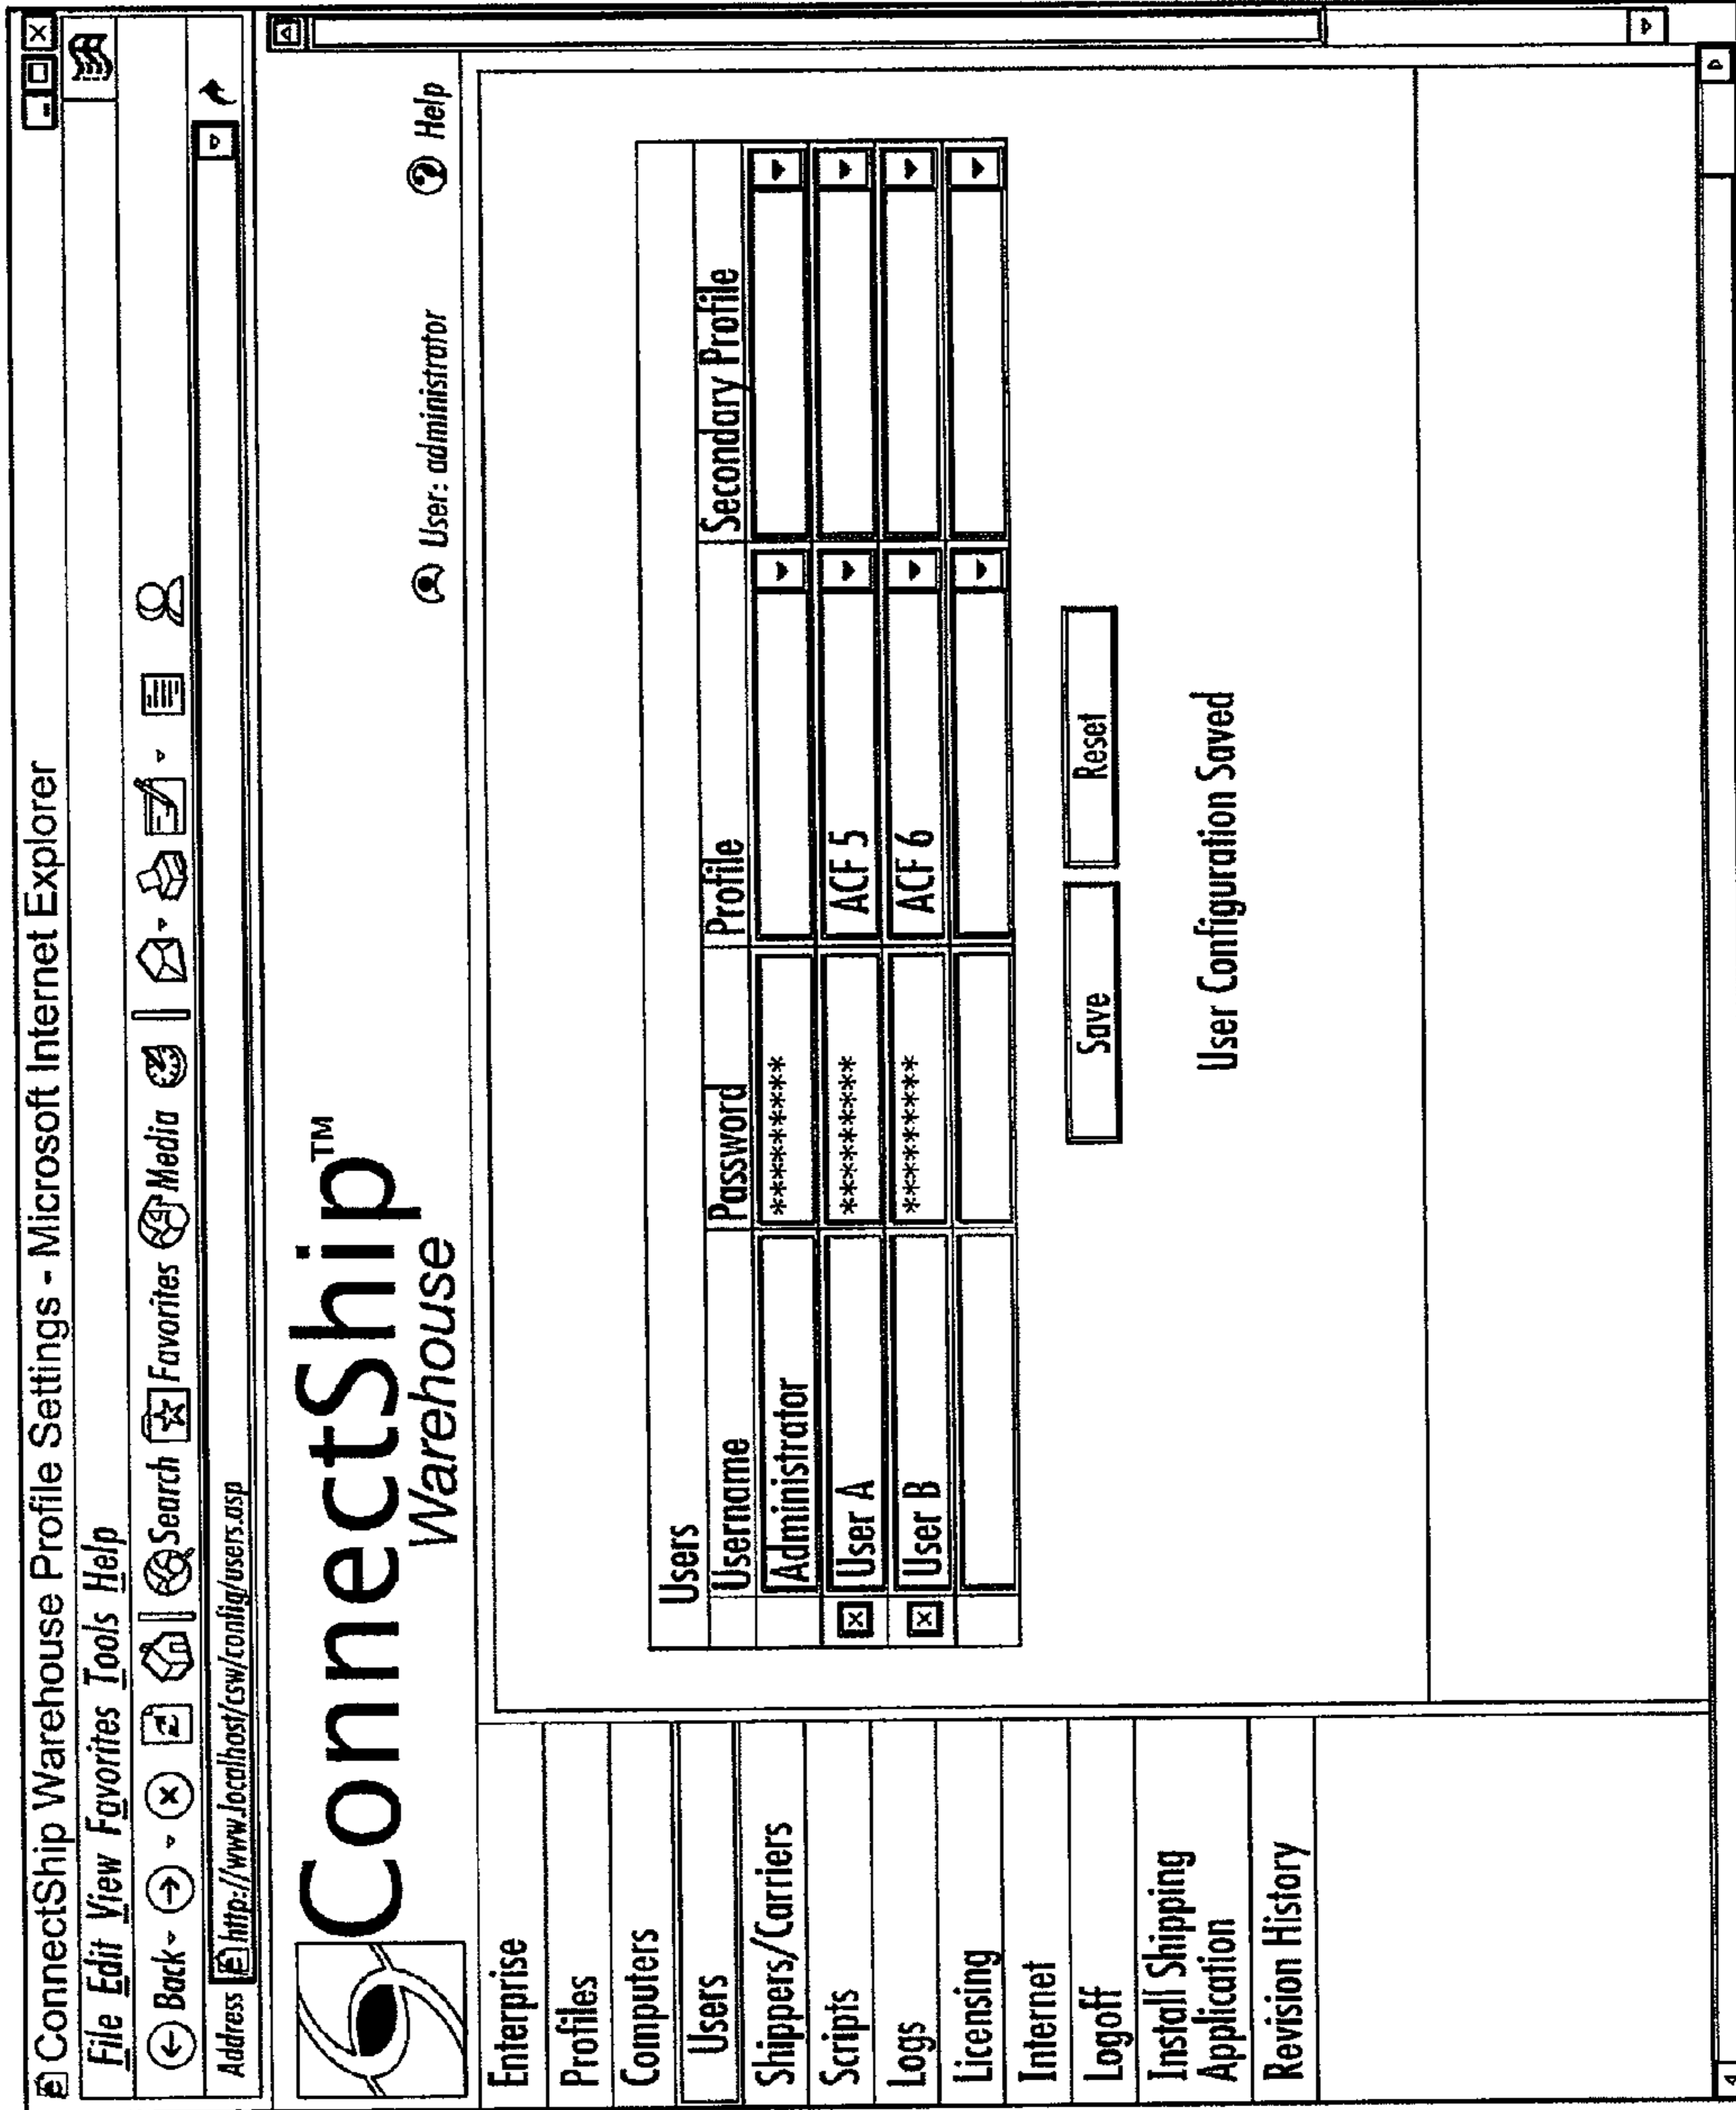 ConnectShip Warehouse Profile Settings - Microsoft Internet Explorer
File Edit View Favorites Tools Help
Back Search Favorites Media
Address http://www.localhost/csw/config/users.asp
ConnectShip™
Warehouse
User: administrator Help
Enterprise
Profiles
Computers
Users
Shippers/Carriers
Scripts
Logs
Licensing
Internet
Logoff
Install Shipping
Application
Revision History
Users
Username Password Profile Secondary Profile
Administrator **********
User A ********** ACF 5
User B ********** ACF 6
Save Reset
User Configuration Saved